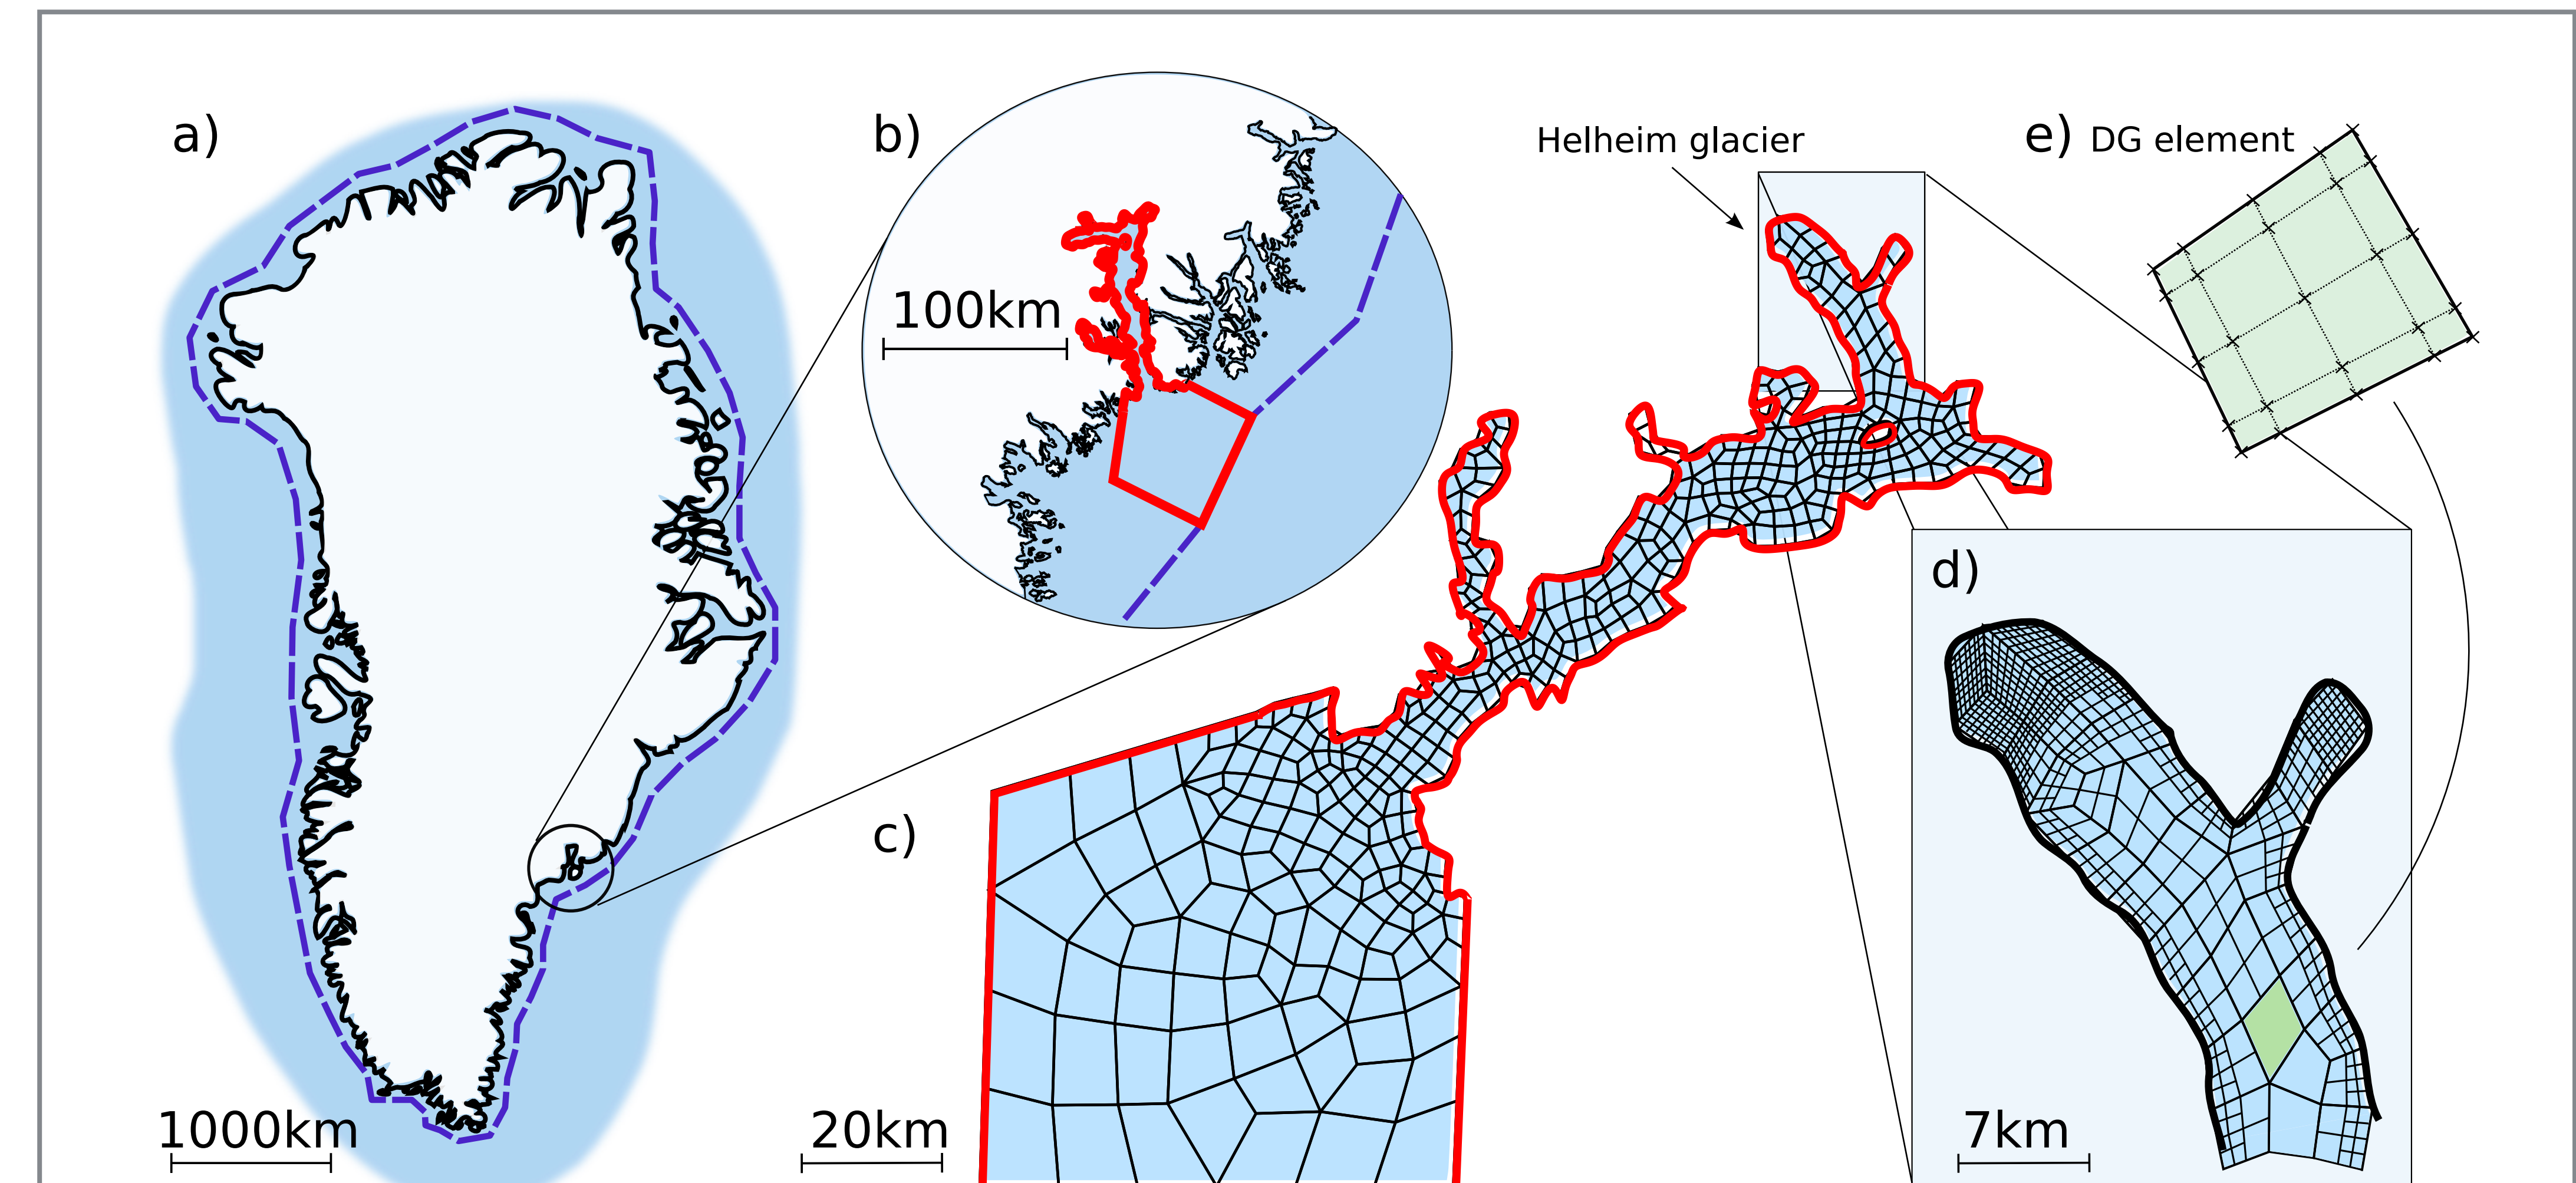 a)
b)
Helheim glacier
e) DG element
100km
d)
c)
1000km
20km
7km